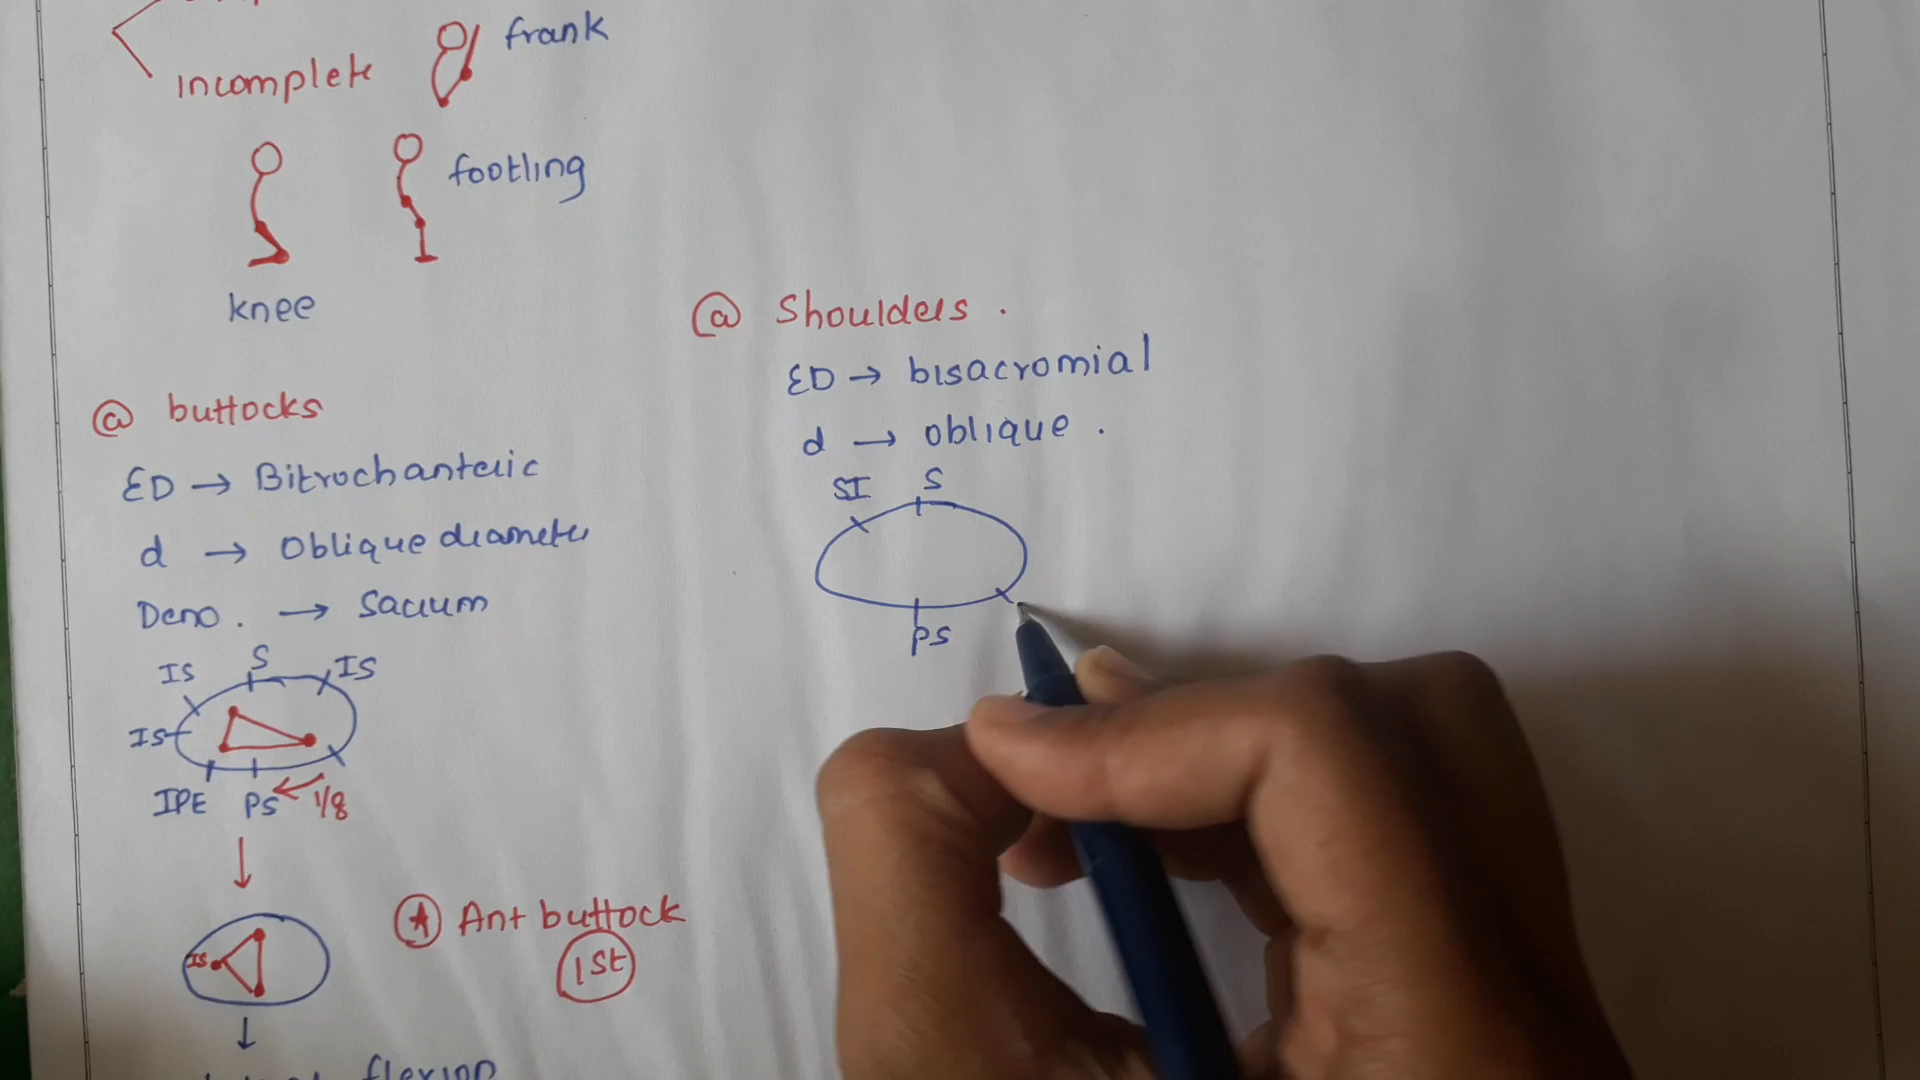 incomplete
frank
footling
knee
@ buttocks
ED → Bitrochanteric
d → Oblique diameter
Deno. → Sacrum
IS S IS
IS
IPE PS ← 1/8
IS
Ant buttock
1st
flexion
@ Shoulders.
ED → bisacromial
d → oblique.
SI S
PS